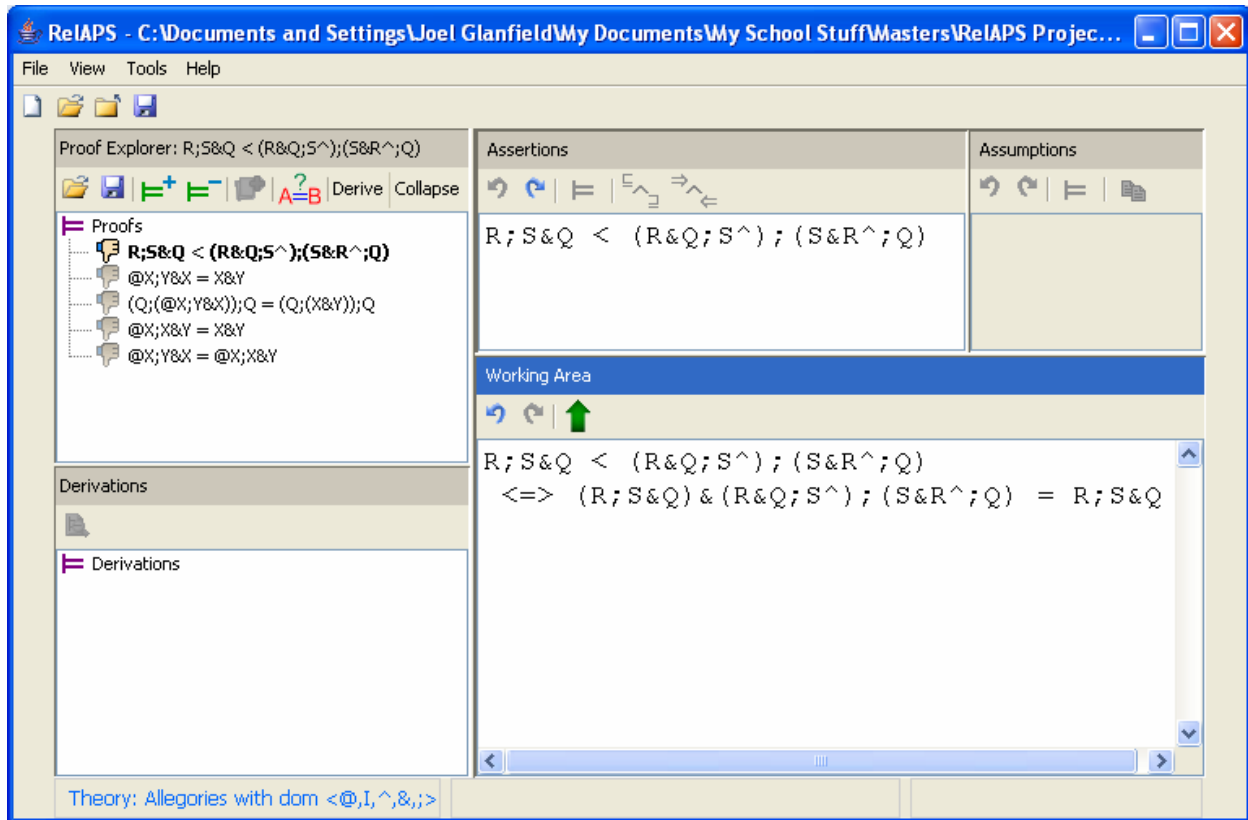 RelAPS - C:\Documents and Settings\Joel Glanfield\My Documents\My School Stuff\Masters\RelAPS Projec...
File View Tools Help
Proof Explorer: R;S&Q < (R&Q;S^);(S&R^;Q)
A=B ? Derive Collapse
Proofs
R;S&Q < (R&Q;S^);(S&R^;Q)
@X;Y&X = X&Y
(Q;(@X;Y&X));Q = (Q;(X&Y));Q
@X;X&Y = X&Y
@X;Y&X = @X;X&Y
Derivations
Derivations
Assertions
R;S&Q < (R&Q;S^);(S&R^;Q)
Assumptions
Working Area
R;S&Q < (R&Q;S^);(S&R^;Q)
<=> (R;S&Q)&(R&Q;S^);(S&R^;Q) = R;S&Q
Theory: Allegories with dom <@,I,^,&,;>